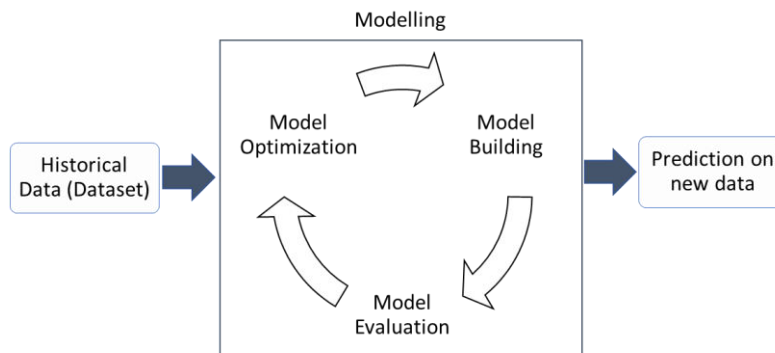 Modelling
Model
Optimization
Model
Building
Historical
Data (Dataset)
Prediction on
new data
Model
Evaluation